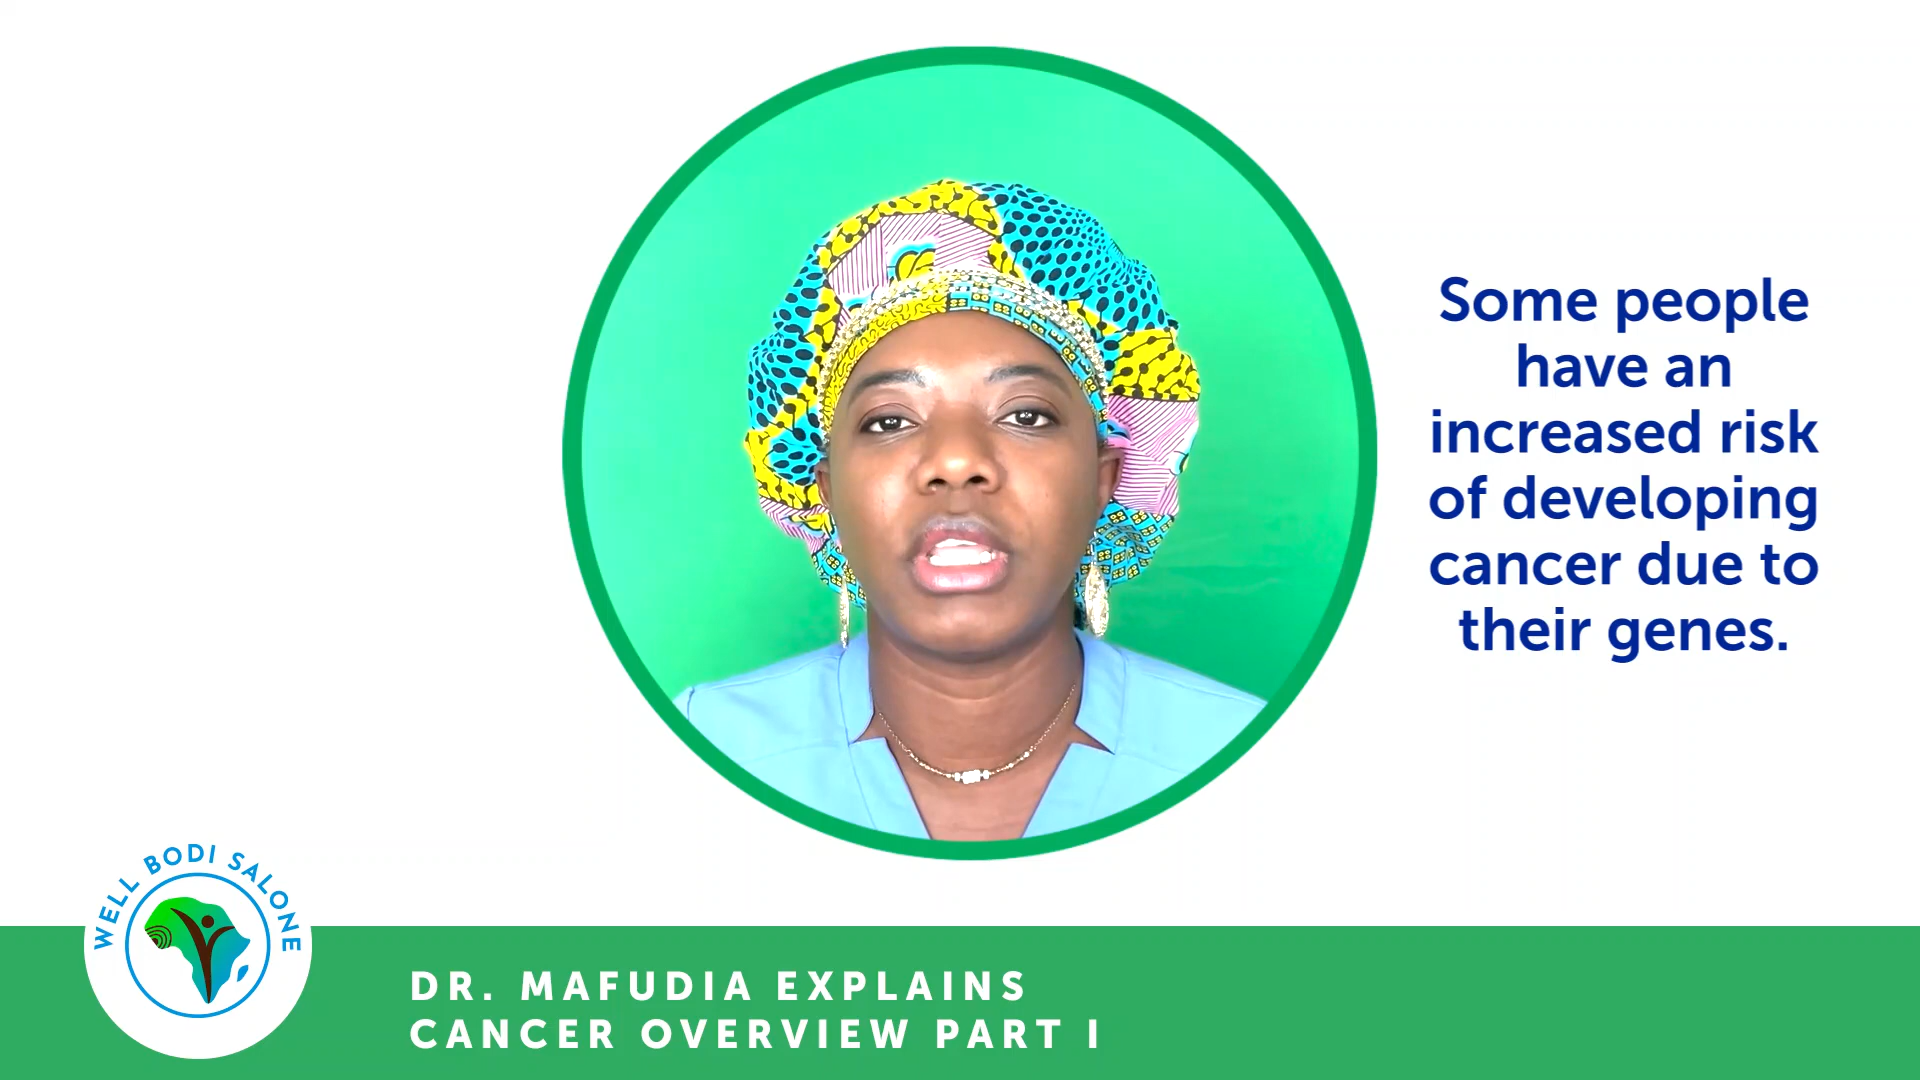 Some people
have an
increased risk
of developing
cancer due to
their genes.
WELL BODI SALONE
DR. MAFUDIA EXPLAINS
CANCER OVERVIEW PART I